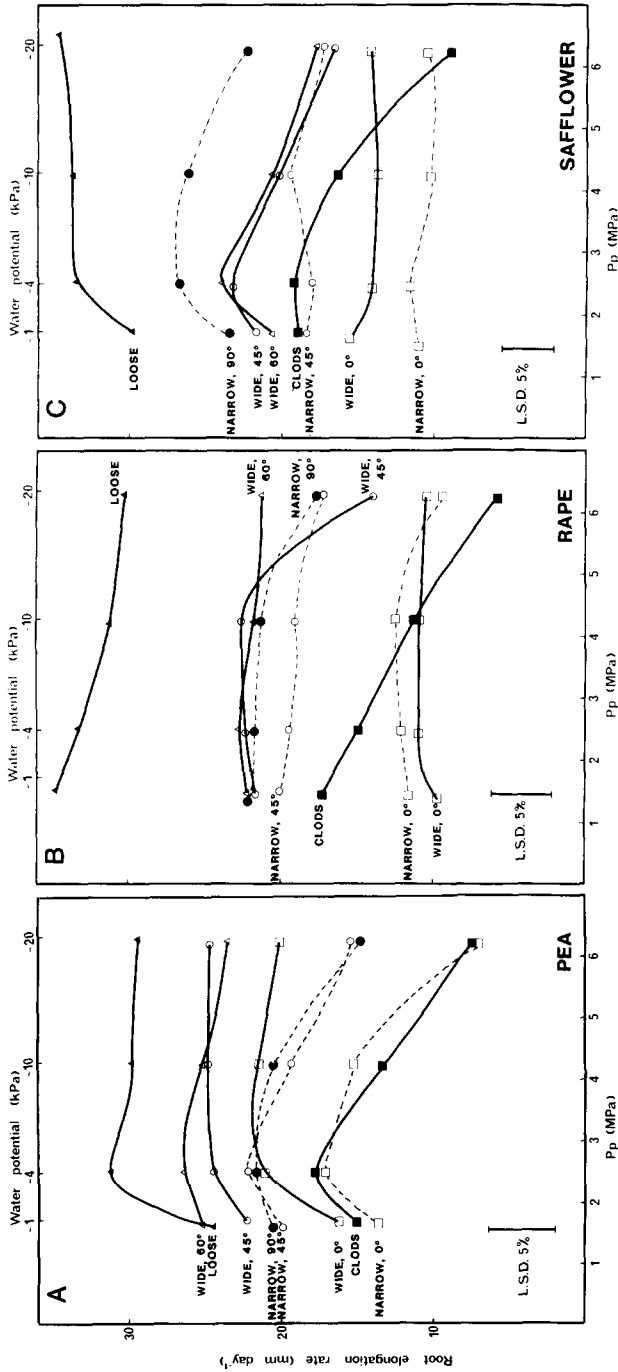 A
Water potential (kPa)
-1
-4
-10
-20
WIDE, 60°
LOOSE
WIDE, 45°
NARROW, 90°
NARROW, 45°
WIDE, 0°
CLODS
NARROW, 0°
L.S.D. 5%
PEA
30
20
10
Root elongation rate (mm day⁻¹)
1
2
3
4
5
6
Pp (MPa)
B
Water potential (kPa)
-1
-4
-10
-20
LOOSE
WIDE, 60°
NARROW, 90°
WIDE, 45°
NARROW, 45°
CLODS
NARROW, 0°
WIDE, 0°
L.S.D. 5%
RAPE
1
2
3
4
5
6
Pp (MPa)
C
Water potential (kPa)
-1
-4
-10
-20
LOOSE
NARROW, 90°
WIDE, 45°
WIDE, 60°
CLODS
NARROW, 45°
WIDE, 0°
NARROW, 0°
L.S.D. 5%
SAFFLOWER
1
2
3
4
5
6
Pp (MPa)